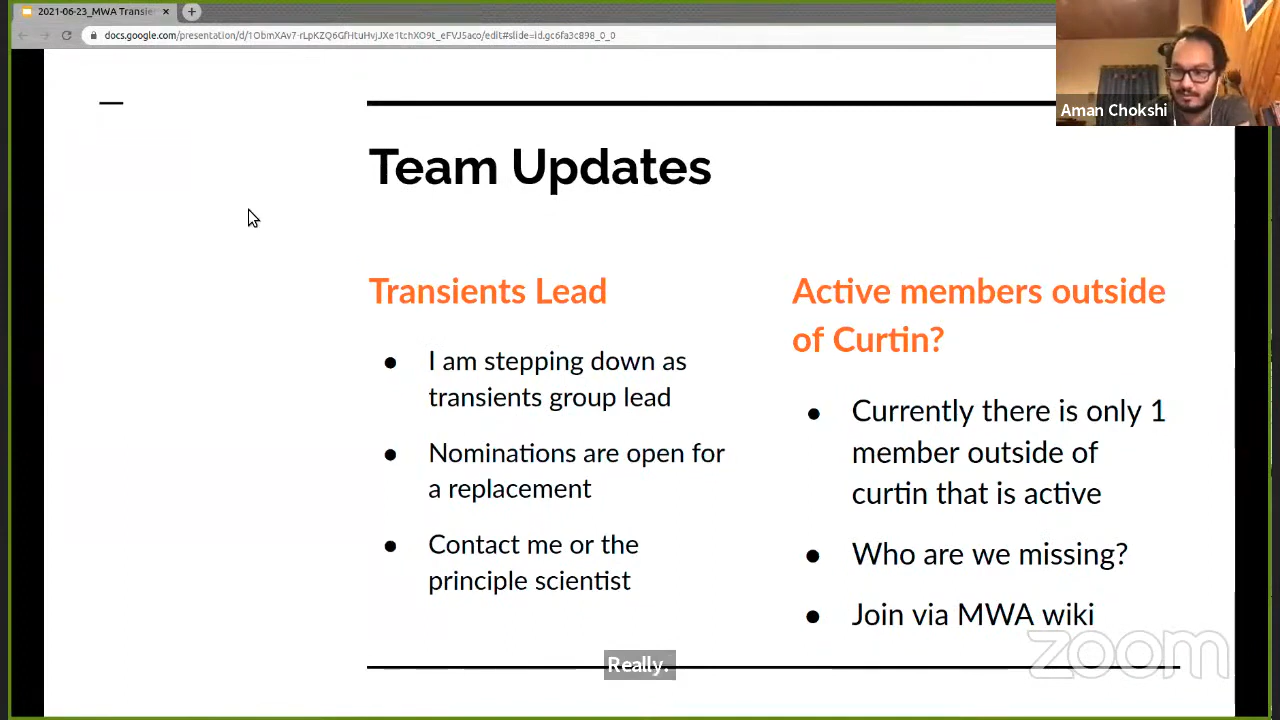 2021-06-23_MWA Transie
docs.google.com/presentation/d/1ObmXAv7-rLpKZQ6GfHtuHvjJXe1tchXO9t_eFVJ5aco/edit#slide=id.gc6fa3c898_0_0
Aman Chokshi
Team Updates
Transients Lead
● I am stepping down as
transients group lead
● Nominations are open for
a replacement
● Contact me or the
principle scientist
Active members outside
of Curtin?
● Currently there is only 1
member outside of
curtin that is active
● Who are we missing?
● Join via MWA wiki
Really.
zoom